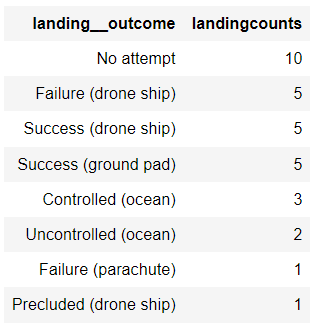 landing__outcome landingcounts
No attempt 10
Failure (drone ship) 5
Success (drone ship) 5
Success (ground pad) 5
Controlled (ocean) 3
Uncontrolled (ocean) 2
Failure (parachute) 1
Precluded (drone ship) 1